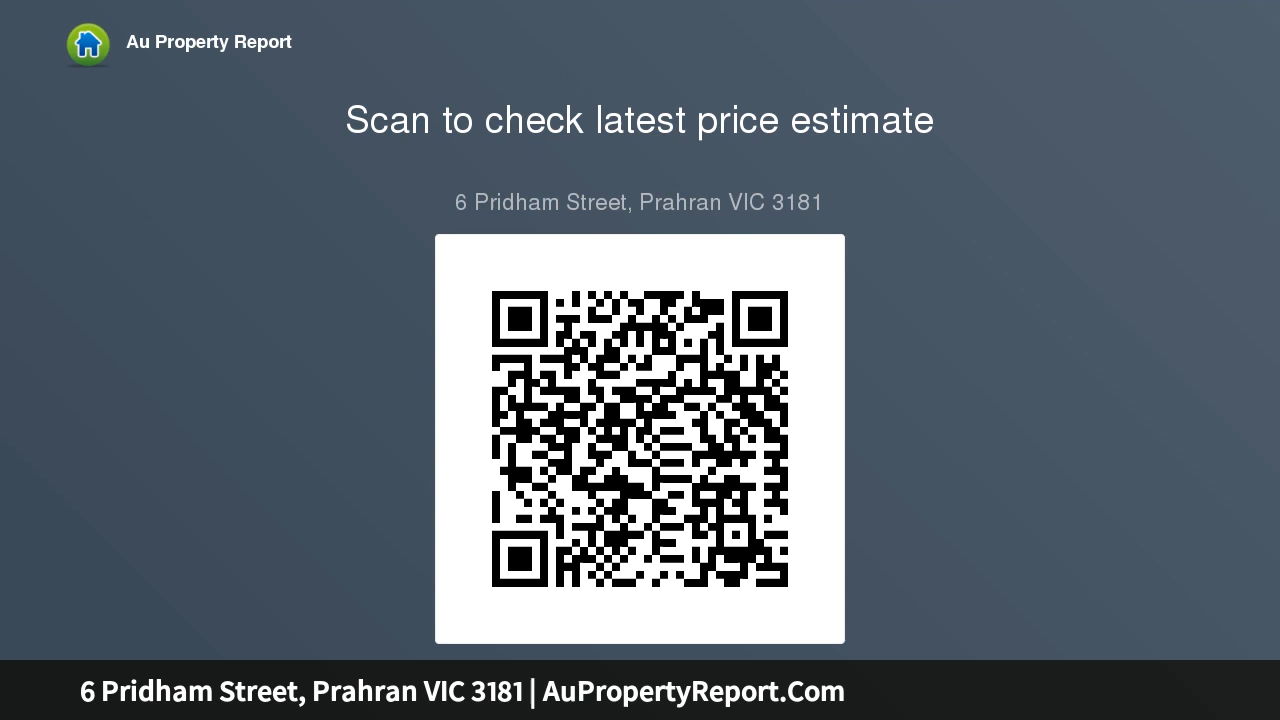 Au Property Report
Scan to check latest price estimate
6 Pridham Street, Prahran VIC 3181
6 Pridham Street, Prahran VIC 3181 | AuPropertyReport.Com